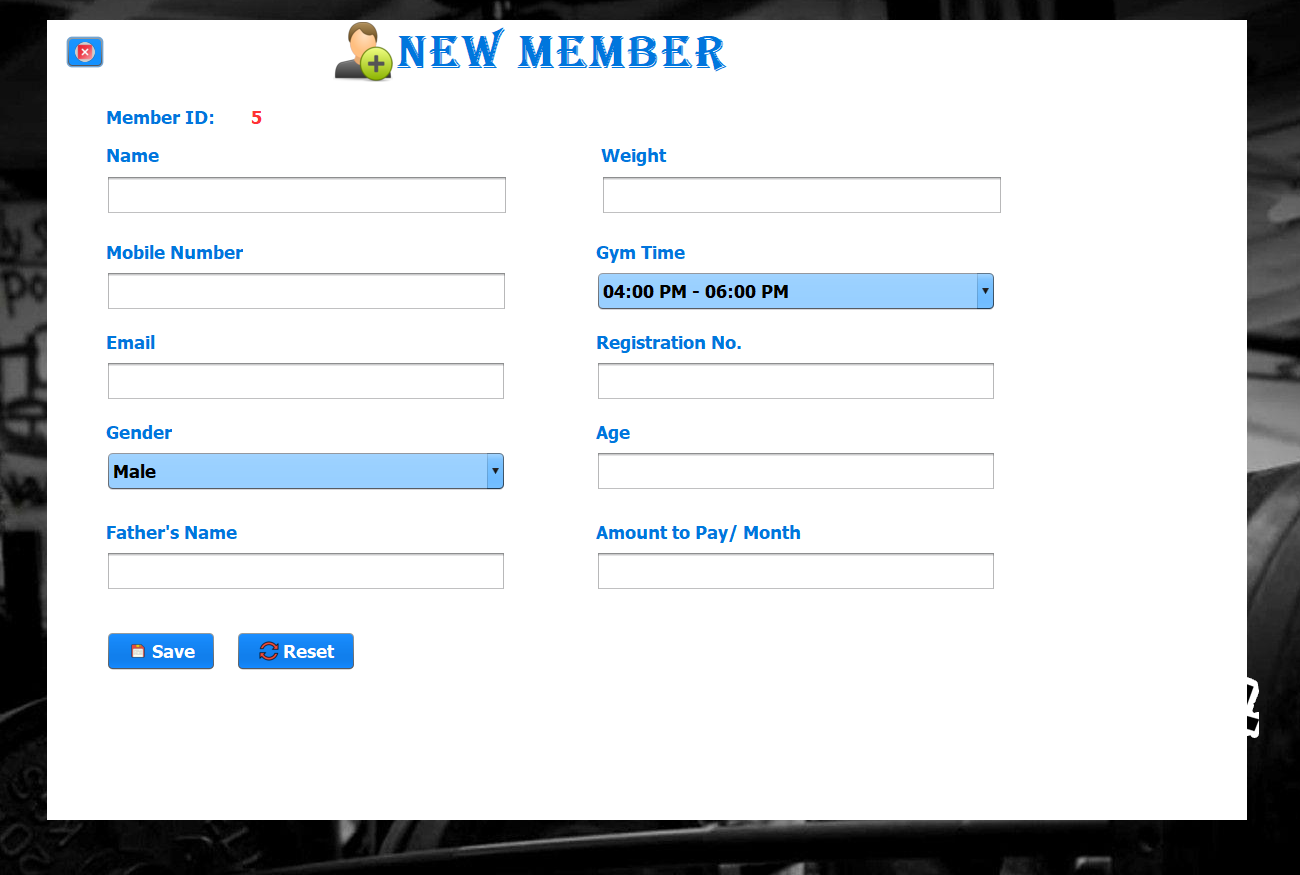 NEW MEMBER
Member ID: 5
Name
Weight
Mobile Number
Gym Time
04:00 PM - 06:00 PM
Email
Registration No.
Gender
Age
Male
Father's Name
Amount to Pay/ Month
Save
Reset